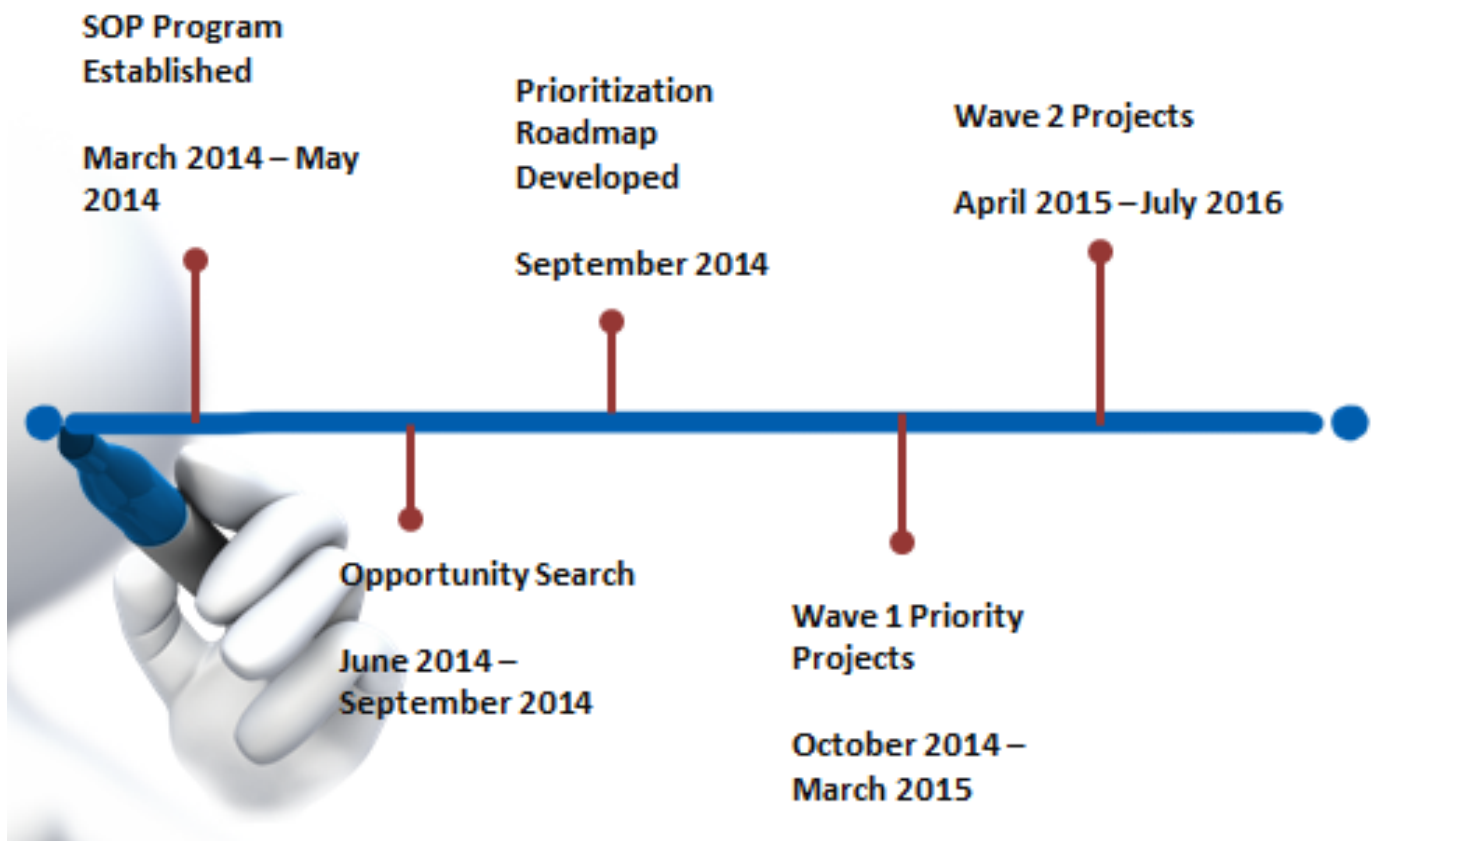 SOP Program
Established
March 2014 – May
2014
Opportunity Search
June 2014 –
September 2014
Prioritization
Roadmap
Developed
September 2014
Wave 1 Priority
Projects
October 2014 –
March 2015
Wave 2 Projects
April 2015 – July 2016